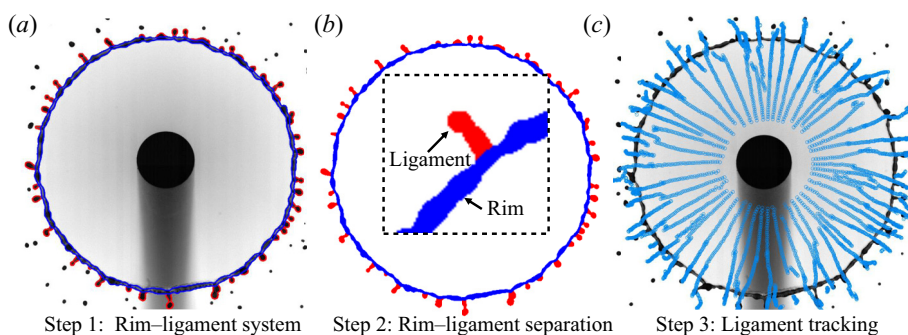 (a)
(b)
(c)
Ligament
Rim
Step 1: Rim–ligament system
Step 2: Rim–ligament separation
Step 3: Ligament tracking